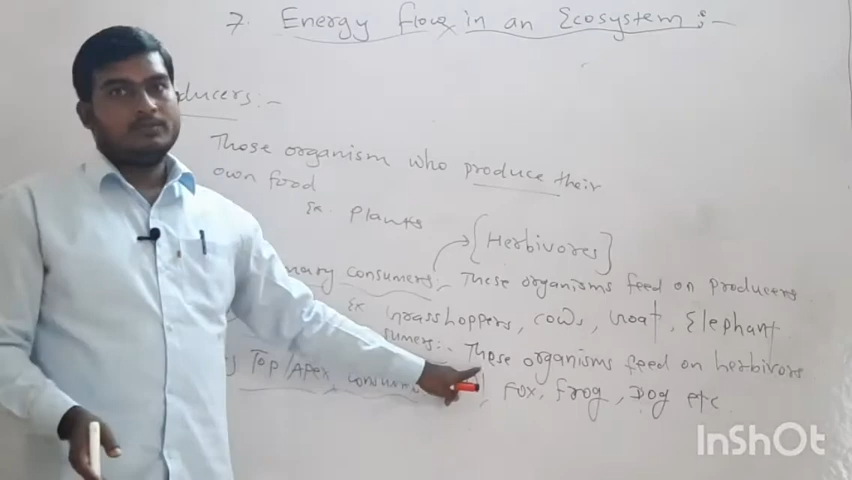 7. Energy flow in an Ecosystem :-
ducers :-
Those organism who produce their
own food
Ex. Plants
[Herbivores]
mary consumers :- These organisms feed on producers
Ex Grasshoppers, cows, Goat, Elephant
sumers :- These organisms feed on herbivors
Fox, Frog, Dog etc
Top/Apex consumers
InShOt